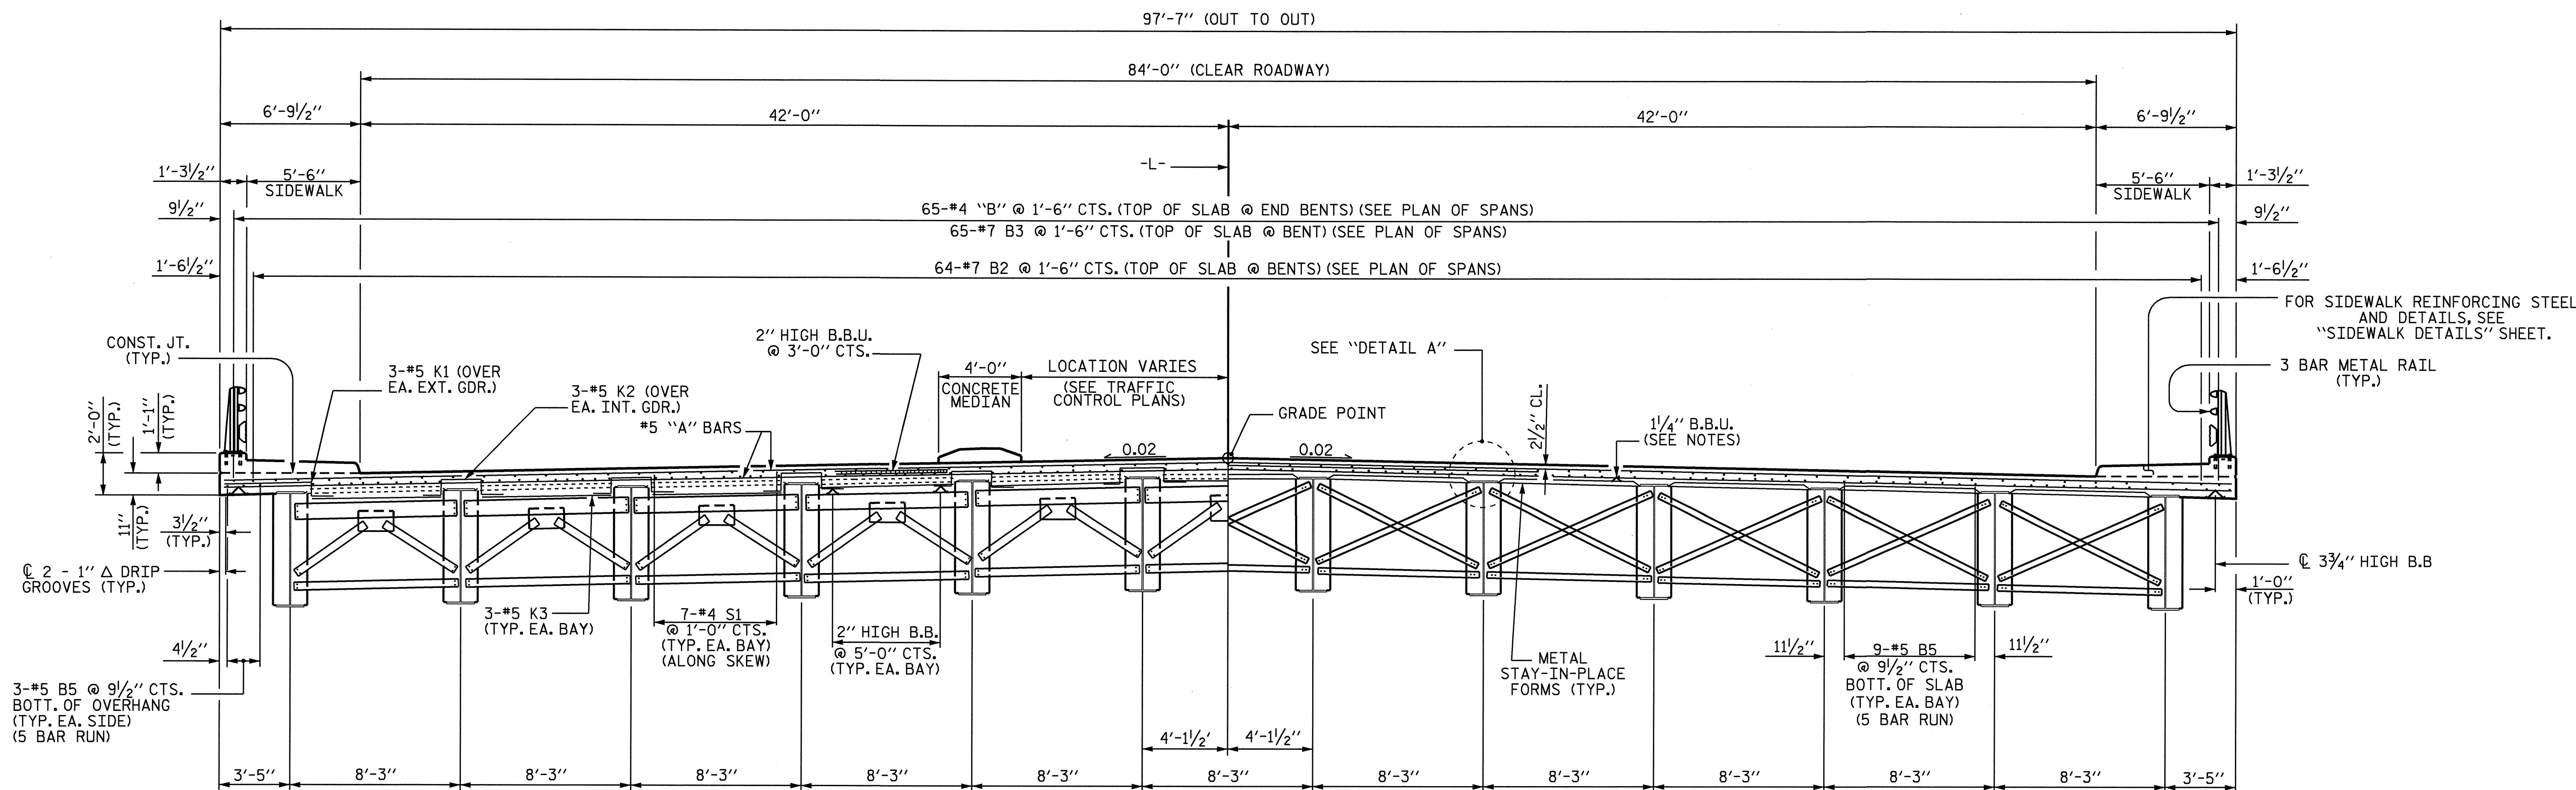 97'-7" (OUT TO OUT)
84'-0" (CLEAR ROADWAY)
6'-9½"
42'-0"
42'-0"
6'-9½"
-L-
1'-3½"
5'-6"
SIDEWALK
5'-6"
SIDEWALK
1'-3½"
9½"
65-#4 "B" @ 1'-6" CTS. (TOP OF SLAB @ END BENTS) (SEE PLAN OF SPANS)
9½"
65-#7 B3 @ 1'-6" CTS. (TOP OF SLAB @ BENT) (SEE PLAN OF SPANS)
1'-6½"
64-#7 B2 @ 1'-6" CTS. (TOP OF SLAB @ BENTS) (SEE PLAN OF SPANS)
1'-6½"
FOR SIDEWALK REINFORCING STEEL
AND DETAILS, SEE
"SIDEWALK DETAILS" SHEET.
CONST. JT.
(TYP.)
2" HIGH B.B.U.
@ 3'-0" CTS.
SEE "DETAIL A"
3 BAR METAL RAIL
(TYP.)
3-#5 K1 (OVER
EA. EXT. GDR.)
3-#5 K2 (OVER
EA. INT. GDR.)
#5 "A" BARS
4'-0"
CONCRETE
MEDIAN
LOCATION VARIES
(SEE TRAFFIC
CONTROL PLANS)
GRADE POINT
2½" CL.
1¼" B.B.U.
(SEE NOTES)
2'-0"
(TYP.)
1'-1"
(TYP.)
0.02
0.02
11"
(TYP.)
3½"
(TYP.)
℄ 2 - 1" Δ DRIP
GROOVES (TYP.)
℄ 3¾" HIGH B.B
1'-0"
(TYP.)
3-#5 K3
(TYP. EA. BAY)
7-#4 S1
@ 1'-0" CTS.
(TYP. EA. BAY)
(ALONG SKEW)
2" HIGH B.B.
@ 5'-0" CTS.
(TYP. EA. BAY)
METAL
STAY-IN-PLACE
FORMS (TYP.)
11½"
9-#5 B5
@ 9½" CTS.
BOTT. OF SLAB
(TYP. EA. BAY)
(5 BAR RUN)
11½"
4½"
3-#5 B5 @ 9½" CTS.
BOTT. OF OVERHANG
(TYP. EA. SIDE)
(5 BAR RUN)
4'-1½'
4'-1½"
3'-5"
8'-3"
8'-3"
8'-3"
8'-3"
8'-3"
8'-3"
8'-3"
8'-3"
8'-3"
8'-3"
8'-3"
3'-5"